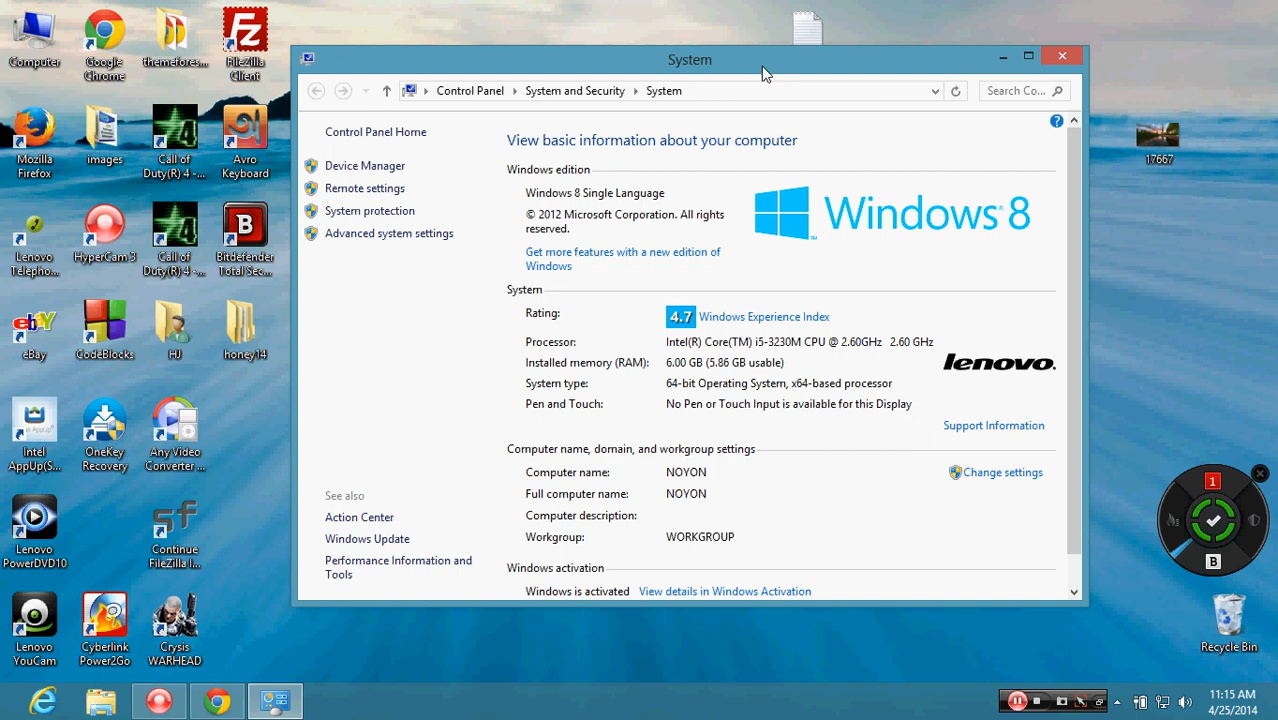 Computer
Google
Chrome
themefores...
FileZilla
Client
Mozilla
Firefox
images
Call of
Duty(R) 4 -...
Avro
Keyboard
Lenovo
Telepho...
HyperCam 3
Call of
Duty(R) 4 -...
Bitdefender
Total Sec...
eBay
CodeBlocks
HJ
honey14
Intel
AppUp(S...
OneKey
Recovery
Any Video
Converter ...
Lenovo
PowerDVD10
Continue
FileZilla I...
Lenovo
YouCam
Cyberlink
Power2Go
Crysis
WARHEAD
System
Control Panel
System and Security
System
Search Co...
Control Panel Home
Device Manager
Remote settings
System protection
Advanced system settings
See also
Action Center
Windows Update
Performance Information and
Tools
View basic information about your computer
Windows edition
Windows 8 Single Language
© 2012 Microsoft Corporation. All rights
reserved.
Get more features with a new edition of
Windows
Windows® 8
System
Rating:
4.7 Windows Experience Index
Processor:
Intel(R) Core(TM) i5-3230M CPU @ 2.60GHz 2.60 GHz
Installed memory (RAM):
6.00 GB (5.86 GB usable)
System type:
64-bit Operating System, x64-based processor
Pen and Touch:
No Pen or Touch Input is available for this Display
lenovo.
Support Information
Computer name, domain, and workgroup settings
Computer name:
NOYON
Change settings
Full computer name:
NOYON
Computer description:
Workgroup:
WORKGROUP
Windows activation
Windows is activated View details in Windows Activation
17667
1
B
Recycle Bin
11:15 AM
4/25/2014